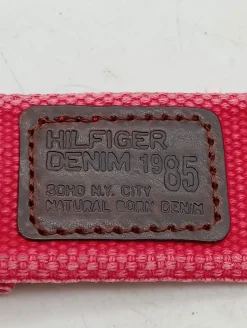 HILFIGER
DENIM 1985
SOHO N.Y. CITY
NATURAL BORN DENIM